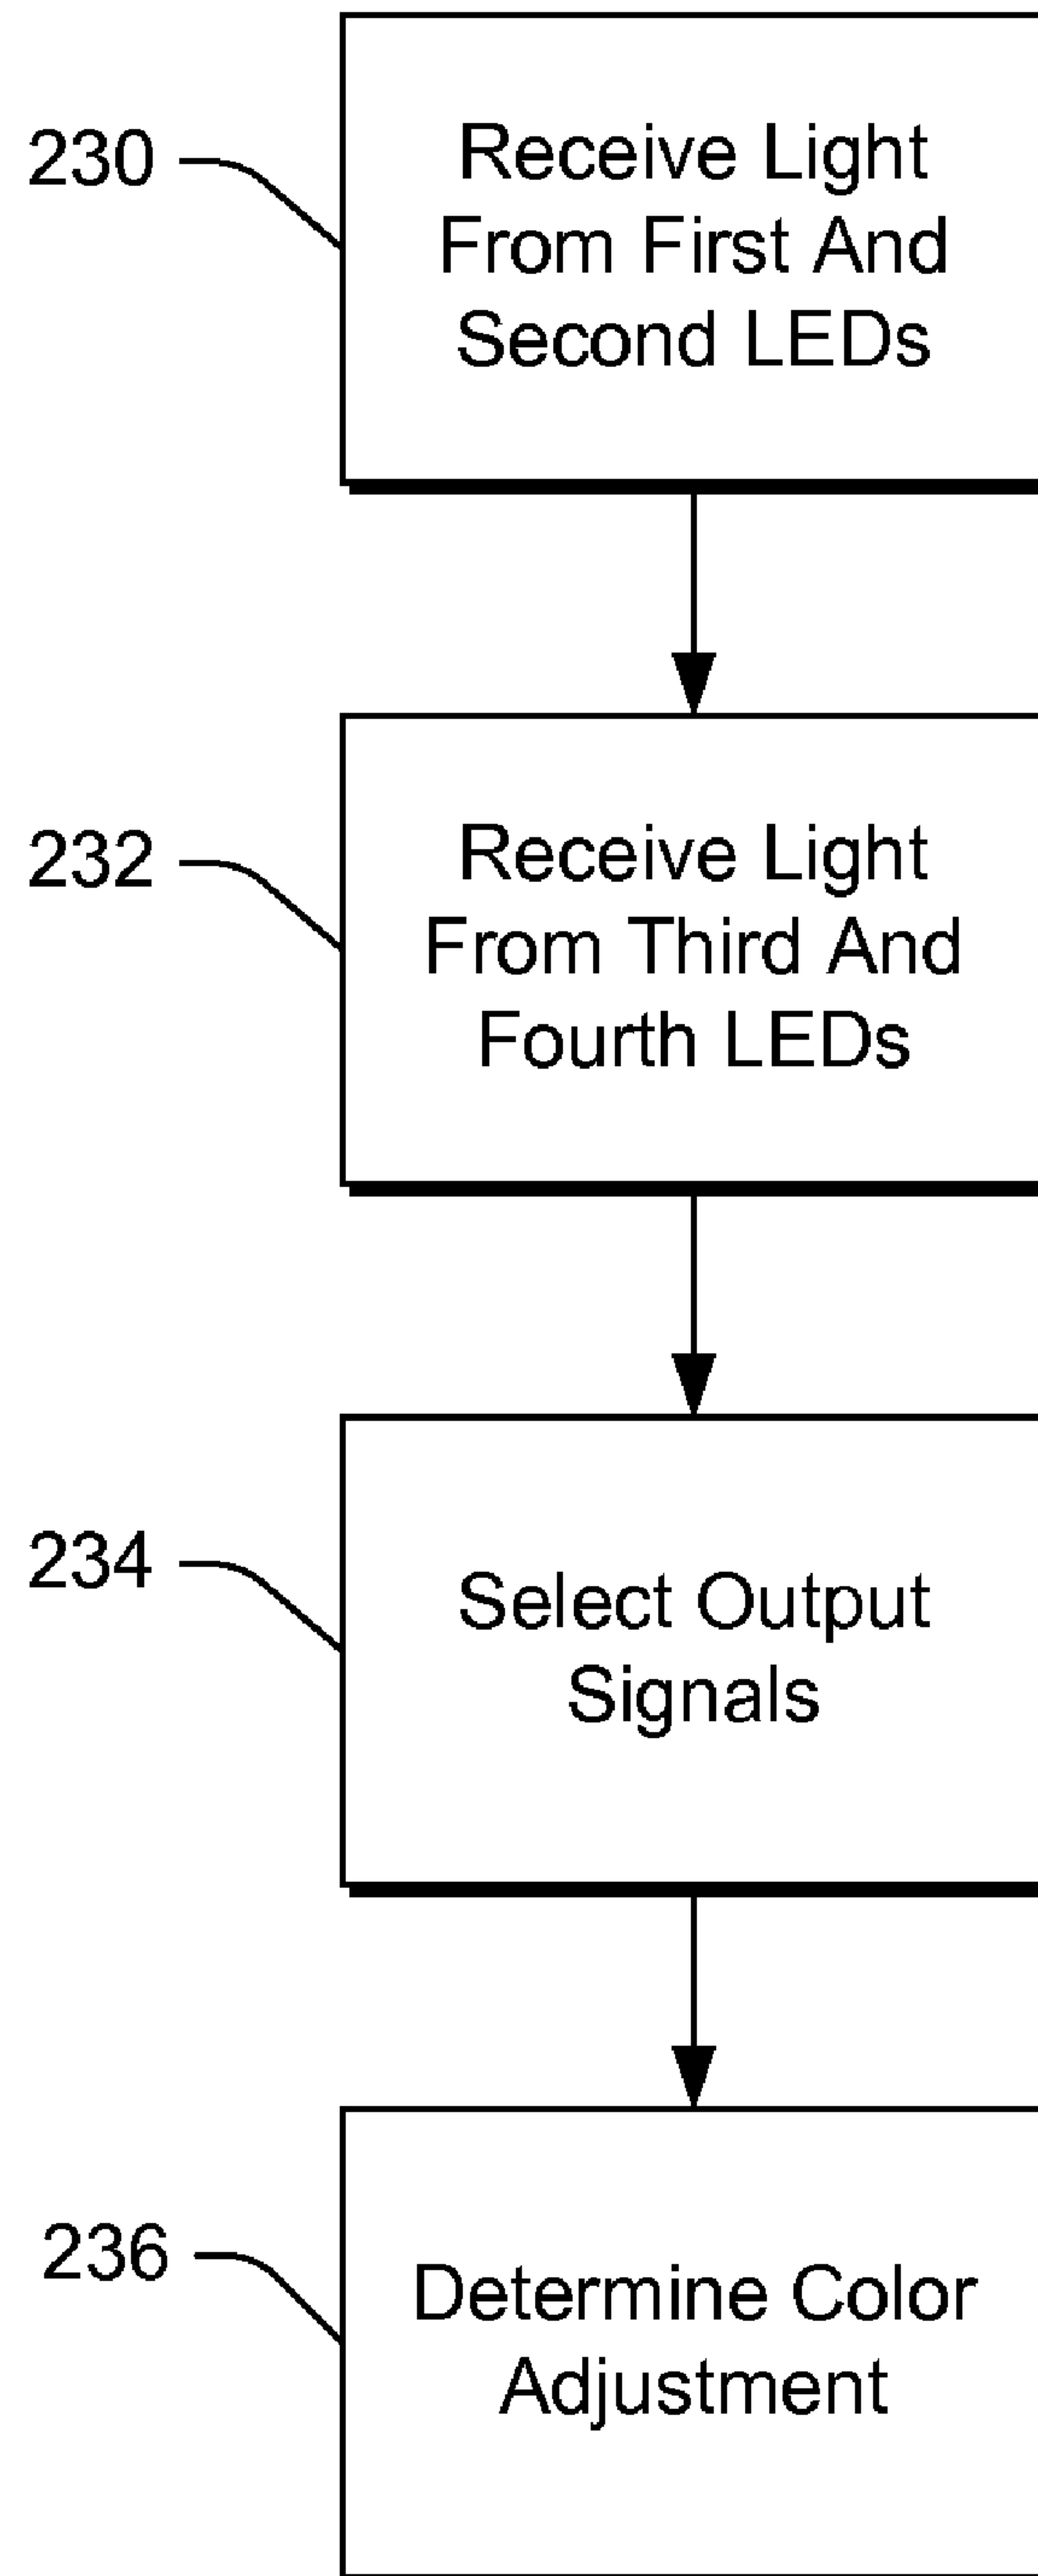 230
Receive Light
From First And
Second LEDs
232
Receive Light
From Third And
Fourth LEDs
234
Select Output
Signals
236
Determine Color
Adjustment